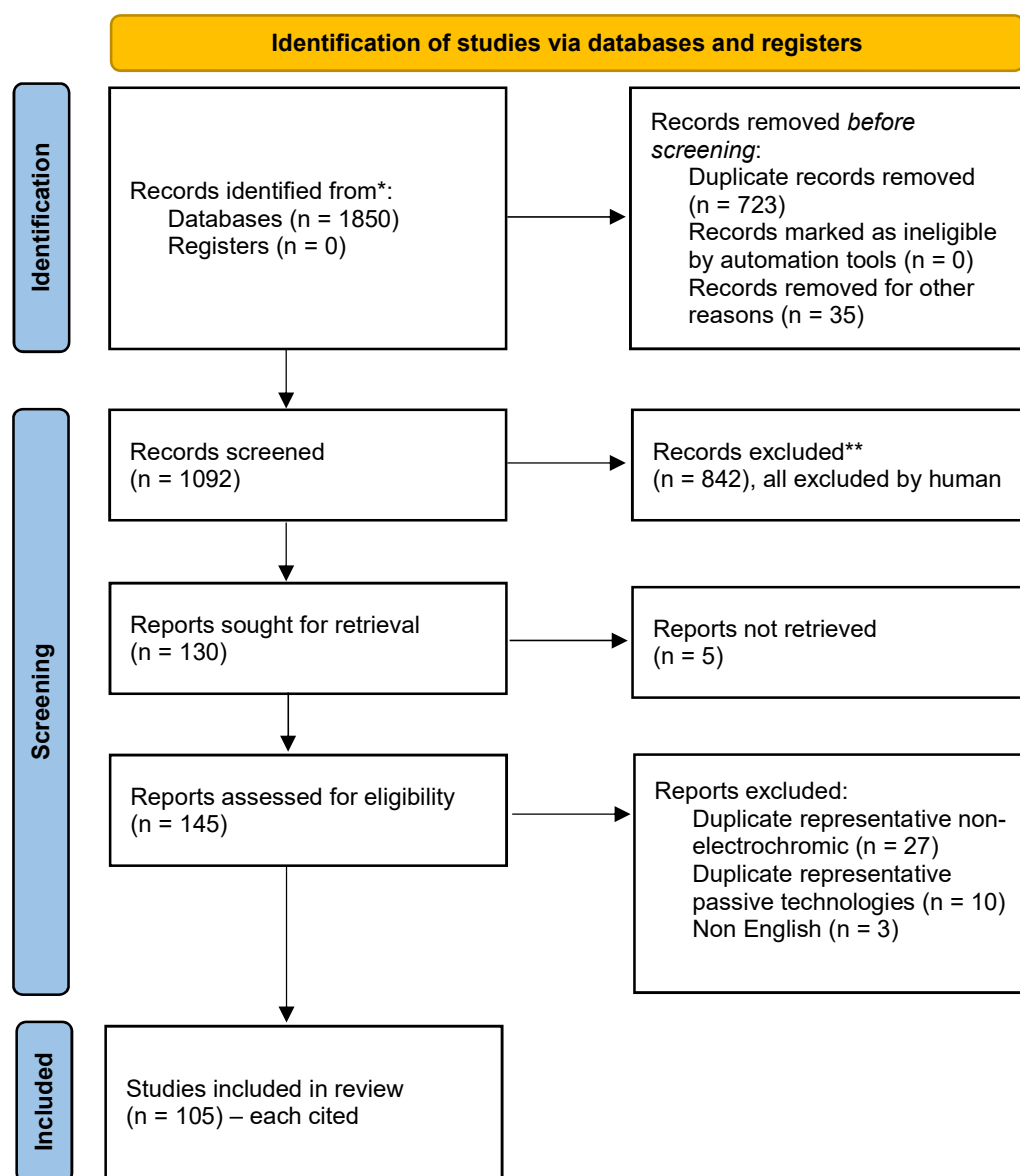 Identification of studies via databases and registers
Identification
Records identified from*:
Databases (n = 1850)
Registers (n = 0)
Records removed before
screening:
Duplicate records removed
(n = 723)
Records marked as ineligible
by automation tools (n = 0)
Records removed for other
reasons (n = 35)
Screening
Records screened
(n = 1092)
Records excluded**
(n = 842), all excluded by human
Reports sought for retrieval
(n = 130)
Reports not retrieved
(n = 5)
Reports assessed for eligibility
(n = 145)
Reports excluded:
Duplicate representative non-
electrochromic (n = 27)
Duplicate representative
passive technologies (n = 10)
Non English (n = 3)
Included
Studies included in review
(n = 105) – each cited